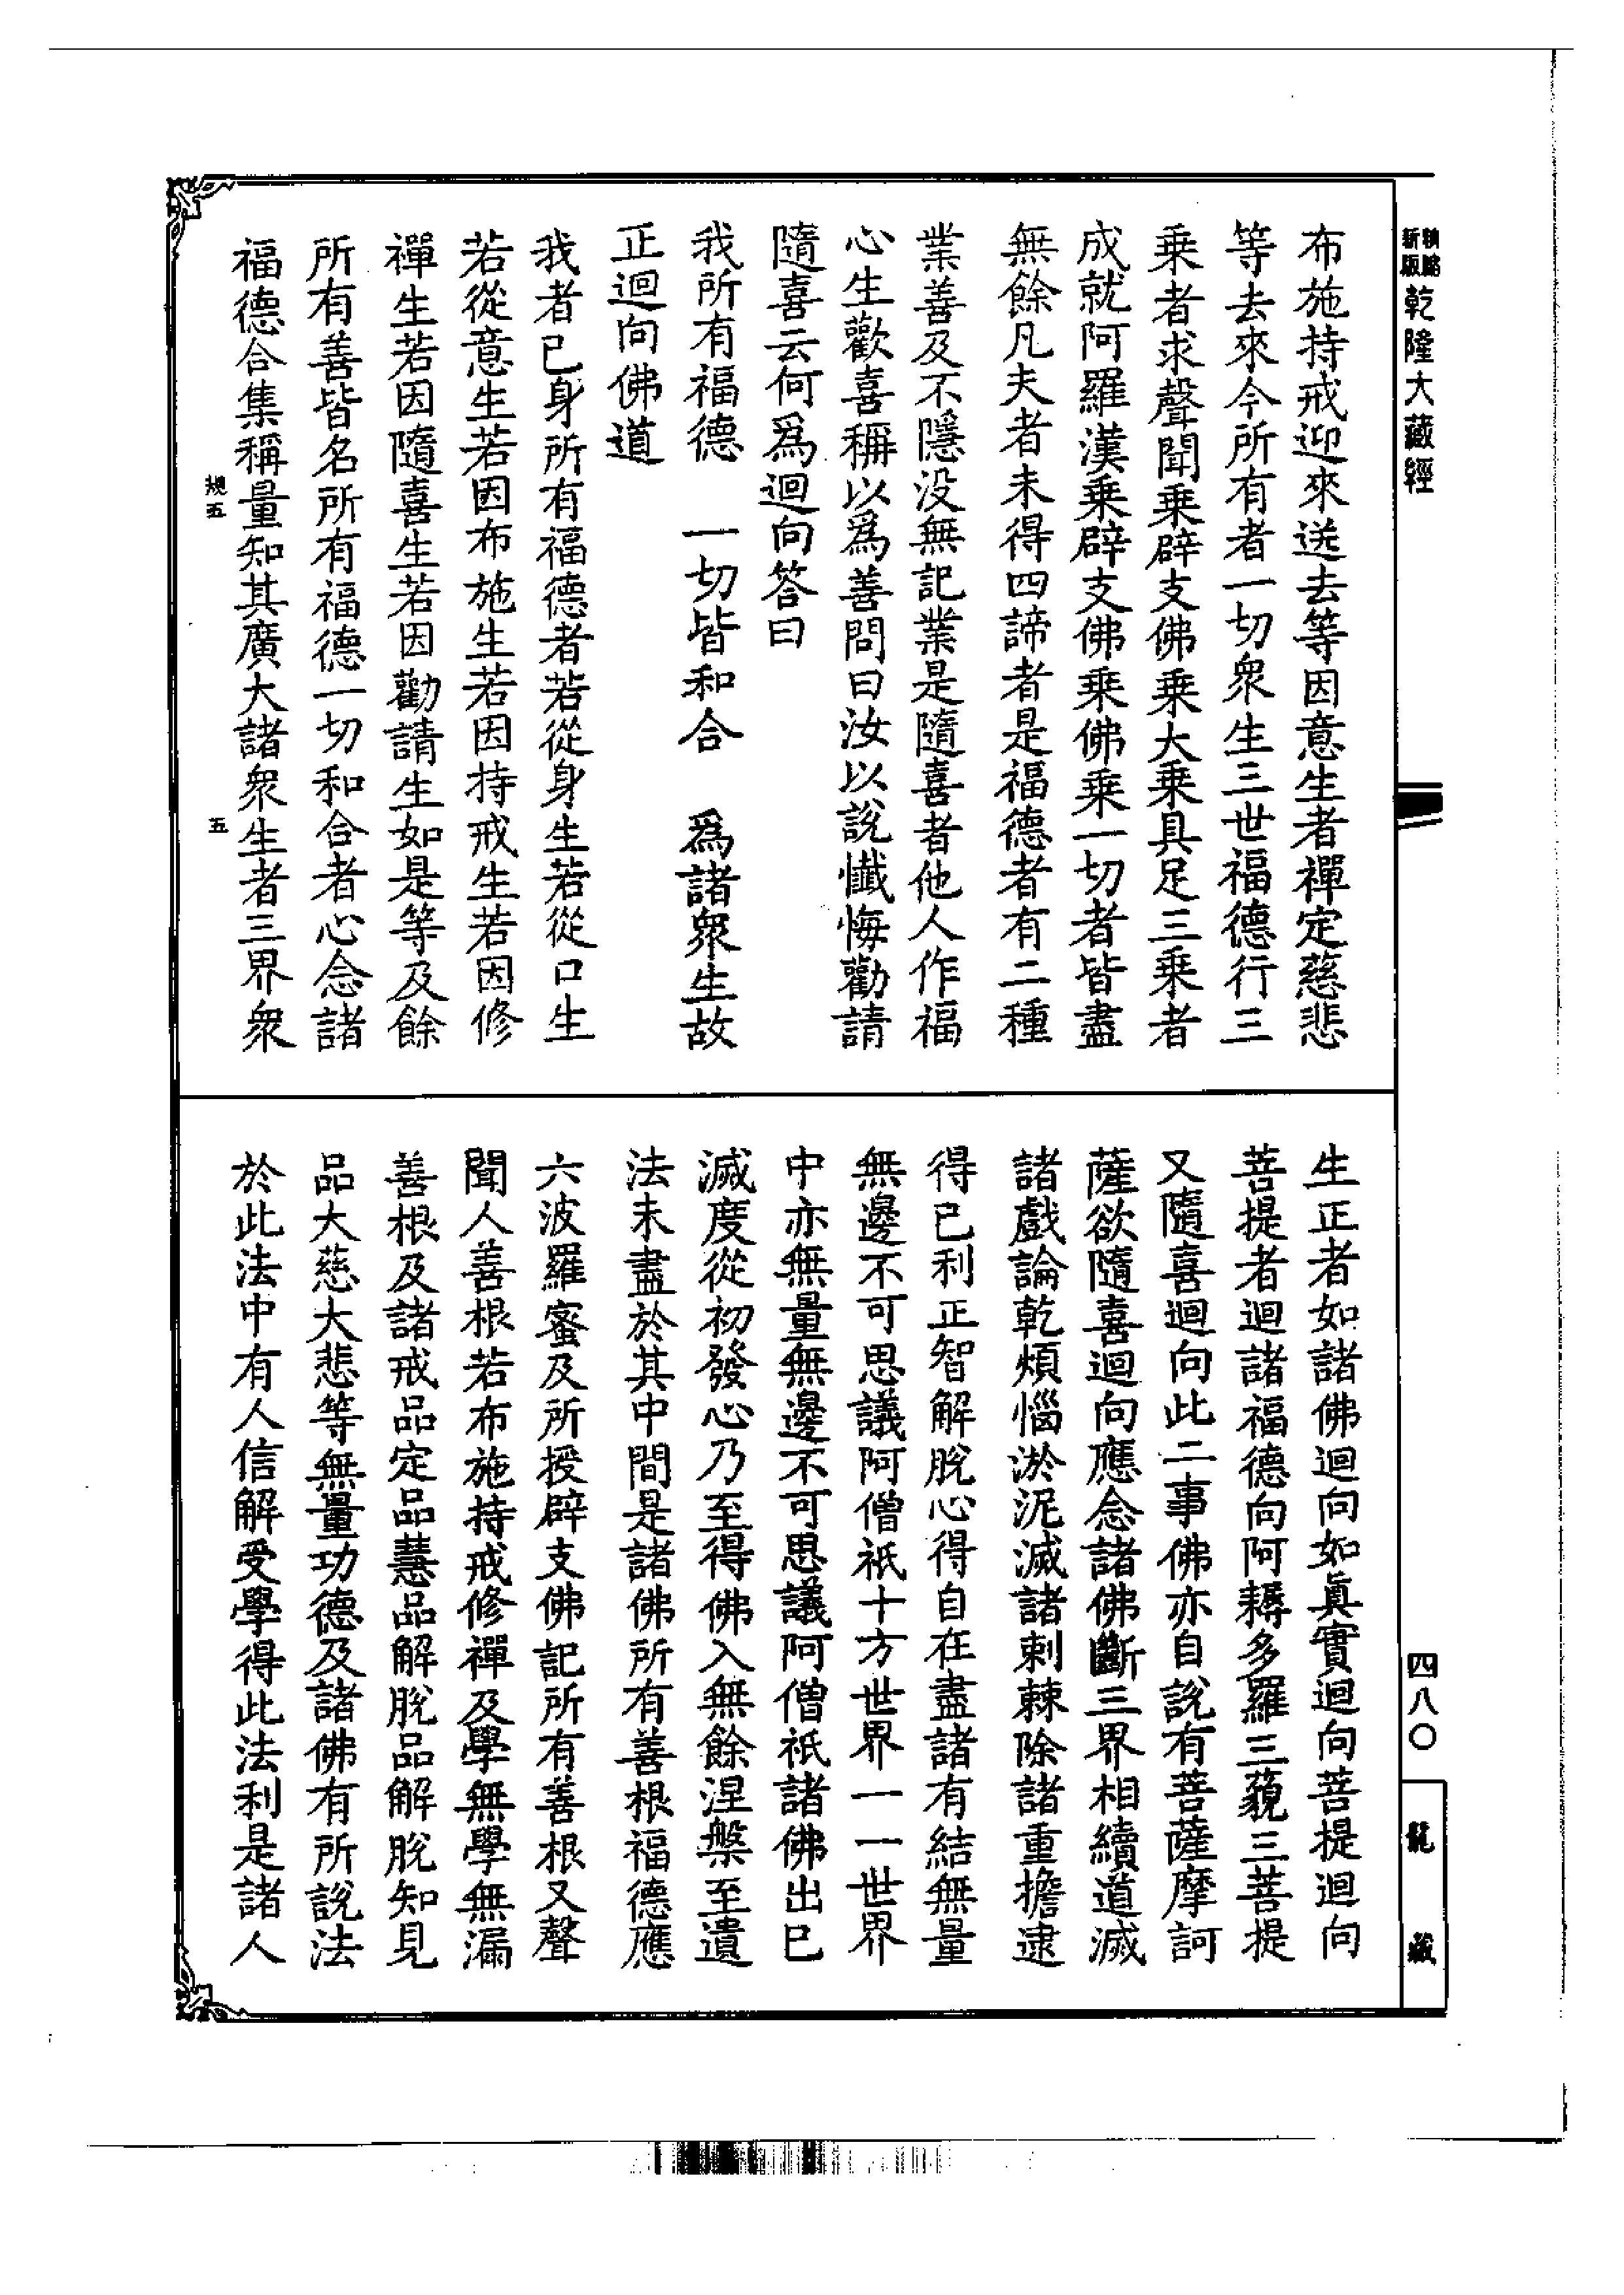 新版
乾隆大藏經
布施持戒迎來送去等因意生者禪定慈悲
等去來今所有者一切衆生三世福德行三
乘者求聲聞乘辟支佛乘大乘具足三乘者
成就阿羅漢乘辟支佛乘佛乘一切者皆盡
無餘凡夫者未得四諦者是福德者有二種
業善及不隱没無記業是隨喜者他人作福
心生歡喜稱以爲善問曰汝以說懺悔勸請
隨喜云何爲迴向答曰
我所有福德　一切皆和合　爲諸衆生故
正迴向佛道
我者已身所有福德者若從身生若從口生
若從意生若因布施生若因持戒生若因修
禪生若因隨喜生若因勸請生如是等及餘
所有善皆名所有福德一切和合者心念諸
福德合集稱量知其廣大諸衆生者三界衆
規五　五
生正者如諸佛迴向如眞實迴向菩提迴向
菩提者迴諸福德向阿耨多羅三藐三菩提
又隨喜迴向此二事佛亦自說有菩薩摩訶
薩欲隨喜迴向應念諸佛斷三界相續道滅
諸戲論乾煩惱淤泥滅諸刺棘除諸重擔逮
得已利正智解脫心得自在盡諸有結無量
無邊不可思議阿僧祇十方世界一一世界
中亦無量無邊不可思議阿僧祇諸佛出已
滅度從初發心乃至得佛入無餘涅槃至遺
法未盡於其中間是諸佛所有善根福德應
六波羅蜜及所授辟支佛記所有善根又聲
聞人善根若布施持戒修禪及學無學無漏
善根及諸戒品定品慧品解脫品解脫知見
品大慈大悲等無量功德及諸佛有所說法
於此法中有人信解受學得此法利是諸人
四八〇
龍藏